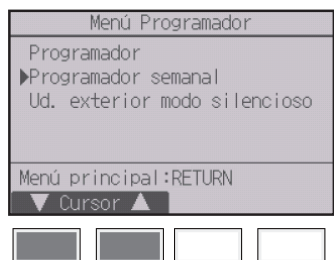 Menú Programador
Programador
▶Programador semanal
Ud. exterior modo silencioso
Menú principal:RETURN
▼ Cursor ▲